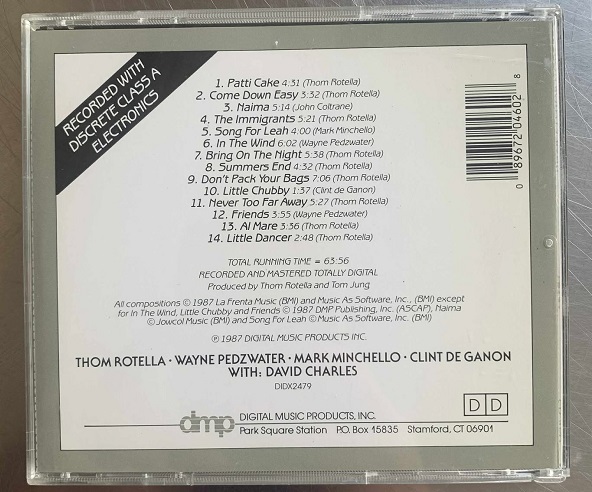 RECORDED WITH
DISCRETE CLASS A
ELECTRONICS
1. Patti Cake 4:31 (Thom Rotella)
2. Come Down Easy 3:32 (Thom Rotella)
3. Naima 5:14 (John Coltrane)
4. The Immigrants 5:21 (Thom Rotella)
5. Song For Leah 4:00 (Mark Minchello)
6. In The Wind 6:02 (Wayne Pedzwater)
7. Bring On The Night 5:38 (Thom Rotella)
8. Summers End 4:32 (Thom Rotella)
9. Don't Pack Your Bags 7:06 (Thom Rotella)
10. Little Chubby 1:37 (Clint de Ganon)
11. Never Too Far Away 5:27 (Thom Rotella)
12. Friends 3:55 (Wayne Pedzwater)
13. Al Mare 3:36 (Thom Rotella)
14. Little Dancer 2:48 (Thom Rotella)
0 89672 04602 8
TOTAL RUNNING TIME = 63:56
RECORDED AND MASTERED TOTALLY DIGITAL
Produced by Thom Rotella and Tom Jung
All compositions © 1987 La Frenta Music (BMI) and Music As Software, Inc., (BMI) except
for In The Wind, Little Chubby and Friends © 1987 DMP Publishing, Inc. (ASCAP), Naima
© Jowcol Music (BMI) and Song For Leah © Music As Software, Inc. (BMI)
℗ 1987 DIGITAL MUSIC PRODUCTS INC.
THOM ROTELLA · WAYNE PEDZWATER · MARK MINCHELLO · CLINT DE GANON
WITH: DAVID CHARLES
DIDX2479
D D
dmp DIGITAL MUSIC PRODUCTS, INC.
Park Square Station P.O. Box 15835 Stamford, CT 06901